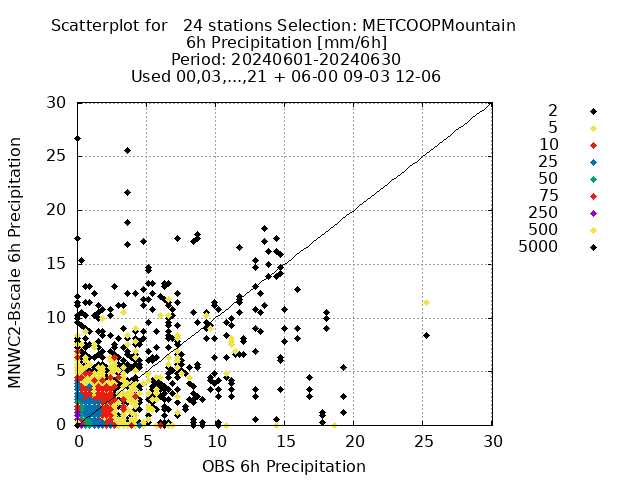 Scatterplot for   24 stations Selection: METCOOPMountain
6h Precipitation [mm/6h]
Period: 20240601-20240630
Used 00,03,...,21 + 06-00 09-03 12-06
30
25
20
15
10
5
0
MNWC2-Bscale 6h Precipitation
0 5 10 15 20 25 30
OBS 6h Precipitation
2
5
10
25
50
75
250
500
5000